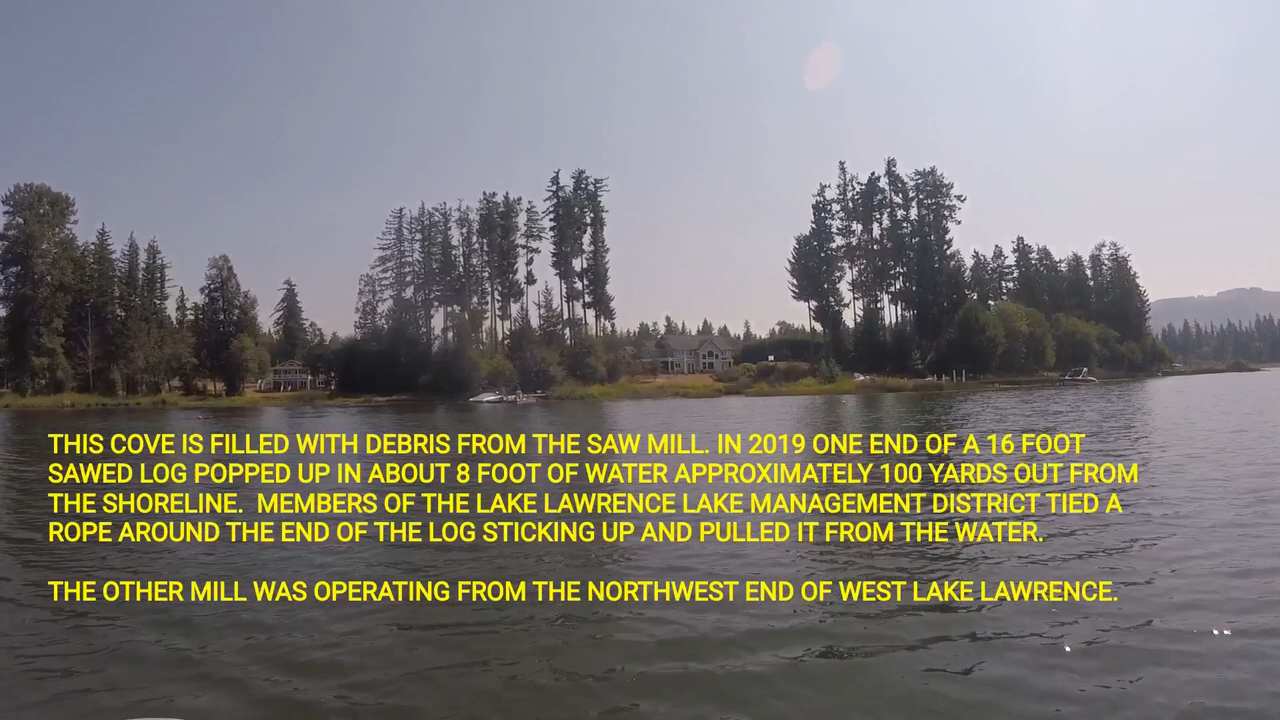 THIS COVE IS FILLED WITH DEBRIS FROM THE SAW MILL. IN 2019 ONE END OF A 16 FOOT
SAWED LOG POPPED UP IN ABOUT 8 FOOT OF WATER APPROXIMATELY 100 YARDS OUT FROM
THE SHORELINE.  MEMBERS OF THE LAKE LAWRENCE LAKE MANAGEMENT DISTRICT TIED A
ROPE AROUND THE END OF THE LOG STICKING UP AND PULLED IT FROM THE WATER.
THE OTHER MILL WAS OPERATING FROM THE NORTHWEST END OF WEST LAKE LAWRENCE.